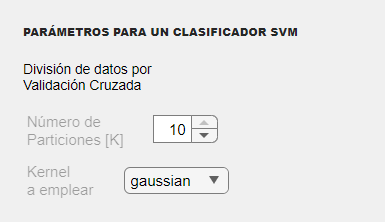 PARÁMETROS PARA UN CLASIFICADOR SVM
División de datos por
Validación Cruzada
Número de
Particiones [K]
10
Kernel
a emplear
gaussian